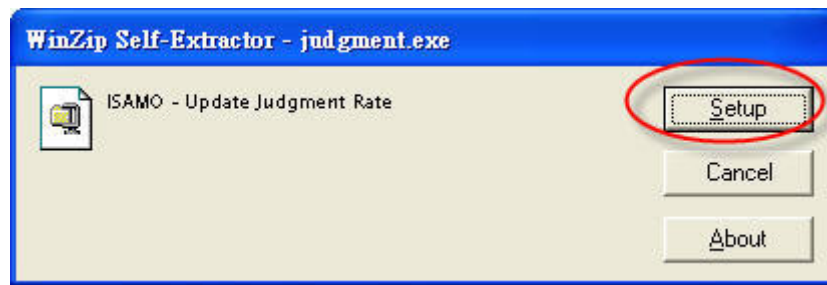 WinZip Self-Extractor - judgment.exe
ISAMO - Update Judgment Rate
Setup
Cancel
About